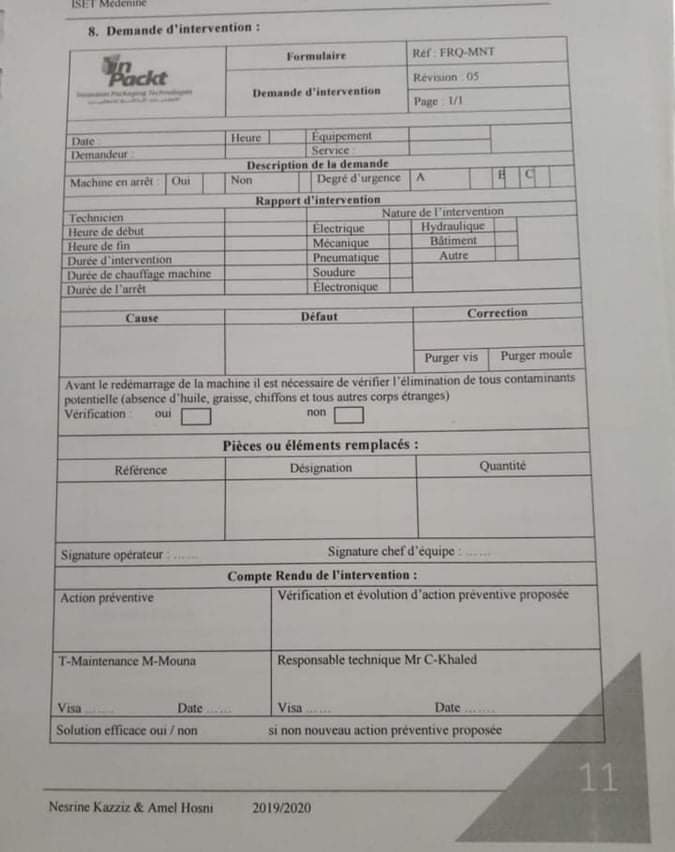 ISET Médenine
8. Demande d'intervention :
in Packt
Innovative Packaging Technologies
Formulaire
Réf : FRQ-MNT
Demande d'intervention
Révision : 05
Page : 1/1
Date : Heure Équipement
Demandeur : Service :
Description de la demande
Machine en arrêt : Oui Non Degré d'urgence A B C
Rapport d'intervention
Technicien Nature de l'intervention
Heure de début Électrique Hydraulique
Heure de fin Mécanique Bâtiment
Durée d'intervention Pneumatique Autre
Durée de chauffage machine Soudure
Durée de l'arrêt Électronique
Cause Défaut Correction
Purger vis Purger moule
Avant le redémarrage de la machine il est nécessaire de vérifier l'élimination de tous contaminants
potentielle (absence d'huile, graisse, chiffons et tous autres corps étranges)
Vérification : oui non
Pièces ou éléments remplacés :
Référence Désignation Quantité
Signature opérateur : ...... Signature chef d'équipe : ......
Compte Rendu de l'intervention :
Action préventive Vérification et évolution d'action préventive proposée
T-Maintenance M-Mouna Responsable technique Mr C-Khaled
Visa ....... Date ...... Visa ...... Date .......
Solution efficace oui / non si non nouveau action préventive proposée
11
Nesrine Kazziz & Amel Hosni 2019/2020